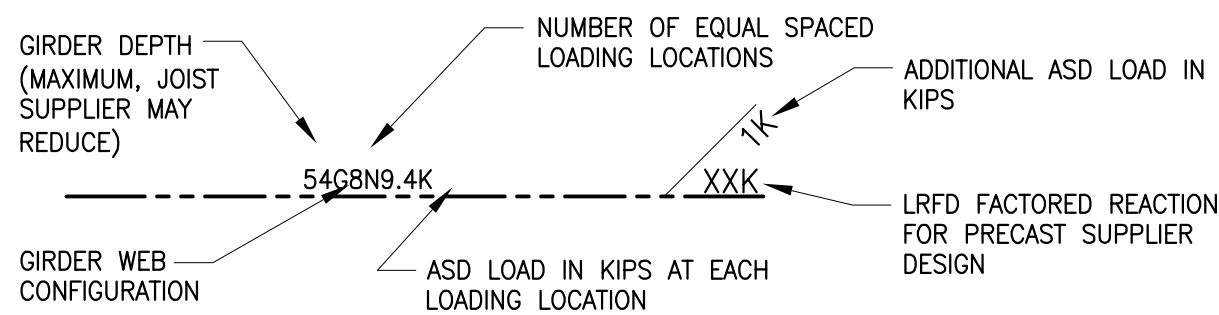 GIRDER DEPTH
(MAXIMUM, JOIST
SUPPLIER MAY
REDUCE)
NUMBER OF EQUAL SPACED
LOADING LOCATIONS
ADDITIONAL ASD LOAD IN
KIPS
1K
54G8N9.4K
XXK
LRFD FACTORED REACTION
FOR PRECAST SUPPLIER
DESIGN
GIRDER WEB
CONFIGURATION
ASD LOAD IN KIPS AT EACH
LOADING LOCATION